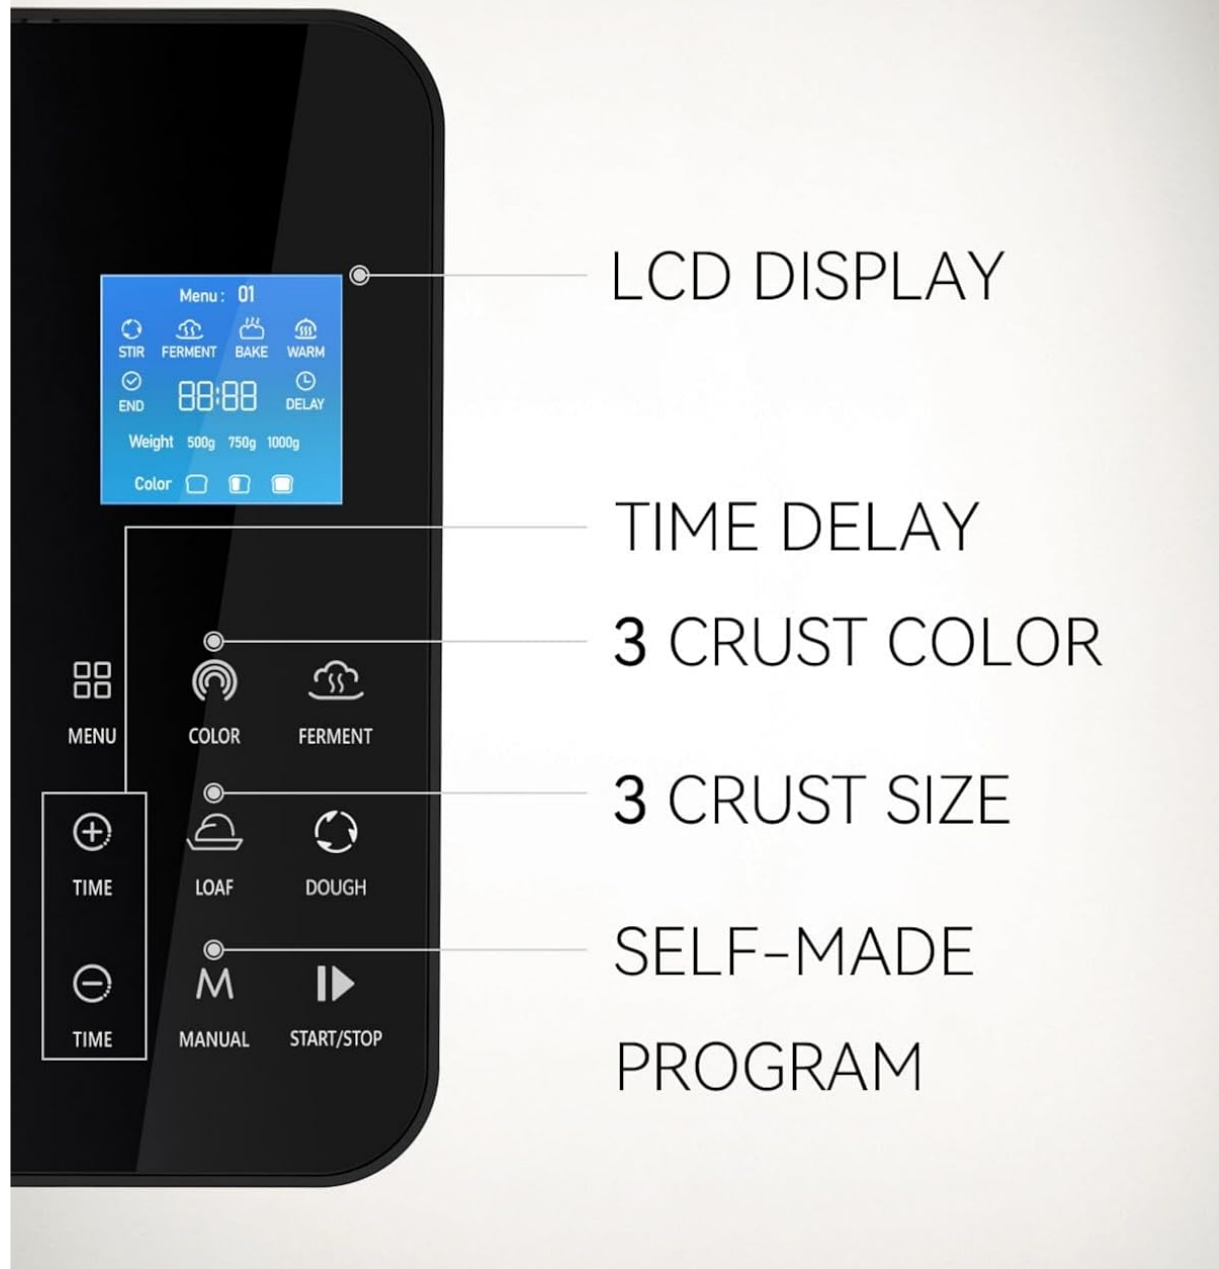 LCD DISPLAY
Menu : 01
STIR FERMENT BAKE WARM
END 88:88 DELAY
Weight 500g 750g 1000g
Color
TIME DELAY
3 CRUST COLOR
MENU COLOR FERMENT
3 CRUST SIZE
TIME LOAF DOUGH
SELF-MADE
PROGRAM
M
TIME MANUAL START/STOP